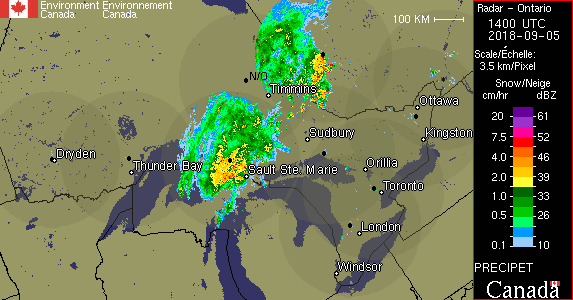 Environment Environnement
Canada Canada
100 KM
N/O
Timmins
Ottawa
Sudbury
Kingston
Dryden
Thunder Bay
Sault Ste. Marie
Orillia
Toronto
London
Windsor
Radar - Ontario
1400 UTC
2018-09-05
Scale/Échelle:
3.5 km/Pixel
Snow/Neige
cm/hr dBZ
20 61
7.5 52
4.0 46
2.0 39
1.0 33
0.5 26
0.1 10
PRECIPET
Canada